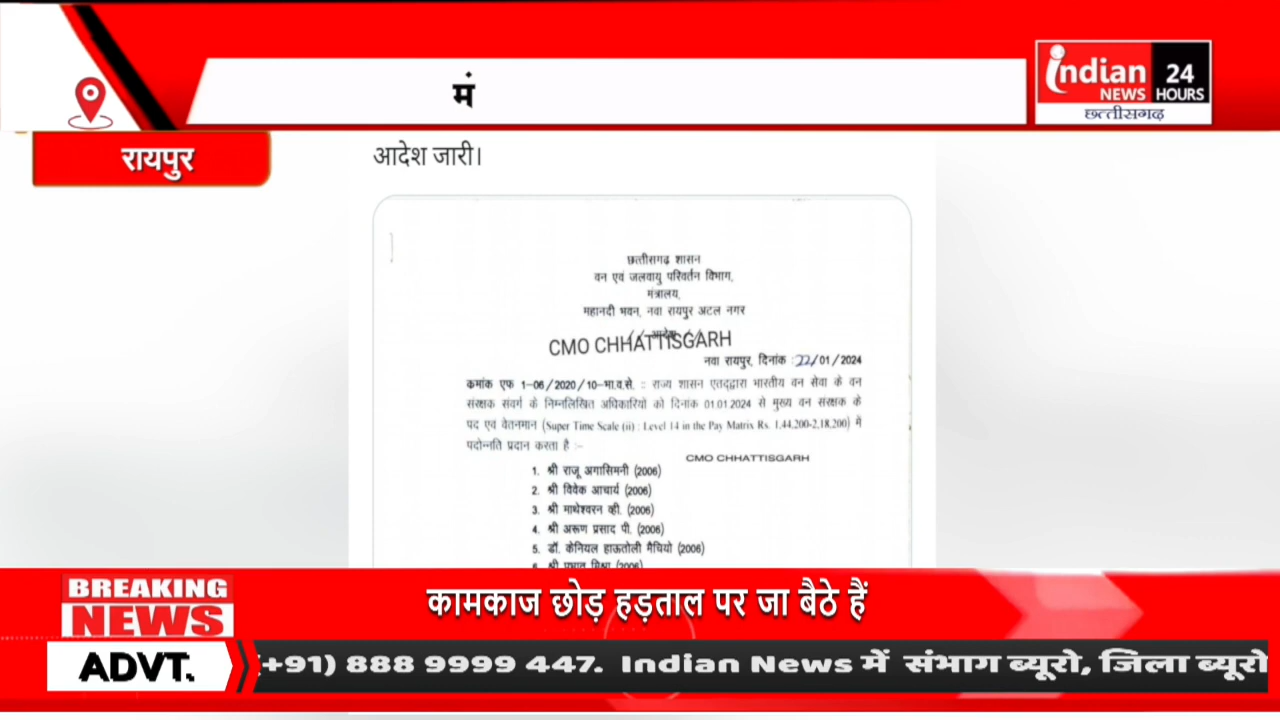 मं
indian
NEWS
24
HOURS
छत्तीसगढ़
रायपुर
आदेश जारी।
छत्तीसगढ़ शासन
वन एवं जलवायु परिवर्तन विभाग,
मंत्रालय,
महानदी भवन, नवा रायपुर अटल नगर
// आदेश //
CMO CHHATTISGARH
नवा रायपुर, दिनांक : 22/01/2024
कमांक एफ 1-06/2020/10-भा.व.से. :: राज्य शासन एतद्द्वारा भारतीय वन सेवा के वन
संरक्षक संवर्ग के निम्नलिखित अधिकारियों को दिनांक 01.01.2024 से मुख्य वन संरक्षक के
पद एवं वेतनमान (Super Time Scale (ii) : Level 14 in the Pay Matrix Rs. 1,44,200-2,18,200) में
पदोन्नति प्रदान करता है :-
CMO CHHATTISGARH
1. श्री राजू अगासिमनी (2006)
2. श्री विवेक आचार्य (2006)
3. श्री माथेश्वरन व्ही. (2006)
4. श्री अरूण प्रसाद पी. (2006)
5. डॉ. केनियल हाऊतोली मैचियो (2006)
6. श्री प्रभात मिश्रा (2006)
BREAKING
NEWS
कामकाज छोड़ हड़ताल पर जा बैठे हैं
ADVT.
(+91) 888 9999 447. Indian News में संभाग ब्यूरो, जिला ब्यूरो